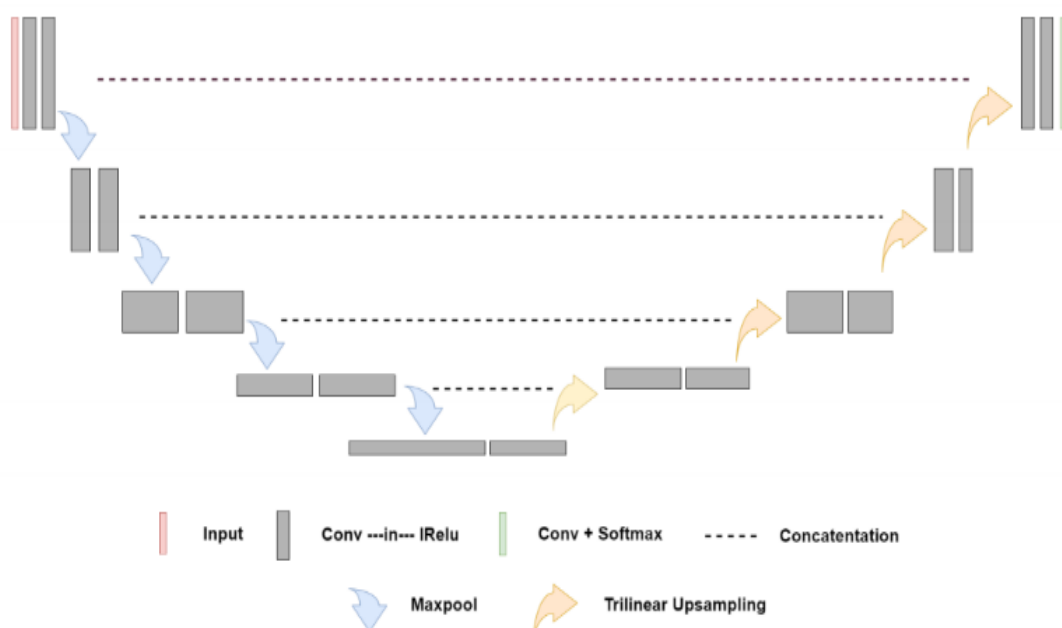 Input
Conv ---in--- lRelu
Conv + Softmax
Concatentation
Maxpool
Trilinear Upsampling